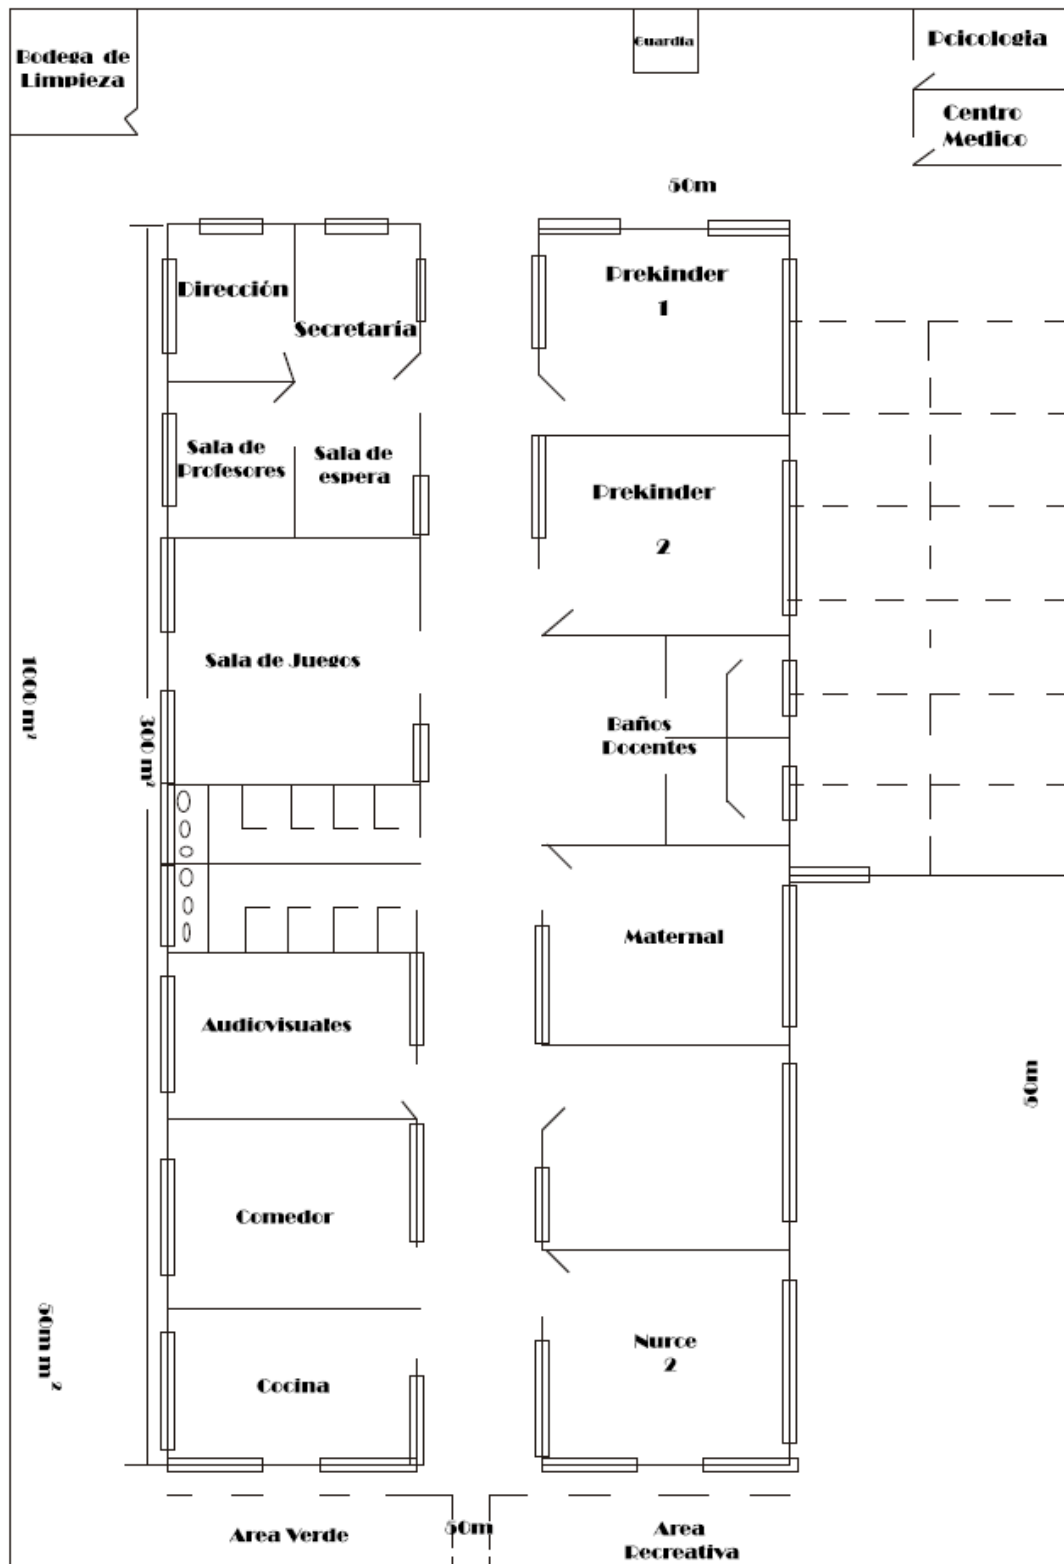 Bodega de
Limpieza
Guardia
Pcicologia
Centro
Medico
50m
Dirección
Secretaría
Prekinder
1
Sala de
Profesores
Sala de
espera
Prekinder
2
Sala de Juegos
1000 m²
300 m²
Baños
Docentes
Maternal
Audiovisuales
50m
Comedor
Nurce
2
50m m²
Cocina
Area Verde
50m
Area
Recreativa